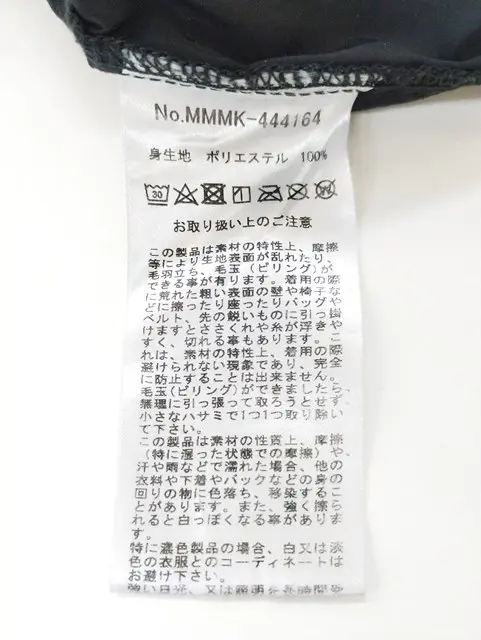 No.MMMK-444164
身生地 ポリエステル 100%
30
お取り扱い上のご注意
この製品は素材の特性上、摩擦
等により生地表面が乱れたり、
毛羽立ち、毛玉(ピリング)が
できる事が有ります。着用の際
に荒れた粗い表面の壁や椅子な
どに擦ったり座ったりバッグや
ベルト、先の鋭いものに引っ掛
けますとささくれや糸が浮きや
すく、切れる事もあります。こ
れは、素材の特性上、着用の際
避けられない現象であり、完全
に防止することは出来ません。
毛玉(ピリング)ができましたら、
無理に引っ張って取ろうとせず、
小さなハサミで1つ1つ取り除い
て下さい。
この製品は素材の性質上、摩擦
(特に湿った状態での摩擦)や、
汗や雨などで濡れた場合、他の
衣料や下着やバックなどの身の
回りの物に色落ち、移染するこ
とがあります。また、強く擦ら
れると白っぽくなる事がありま
す。
特に濃色製品の場合、白又は淡
色の衣服とのコーディネートは
お避け下さい。
強い日光、又は照明を長時間